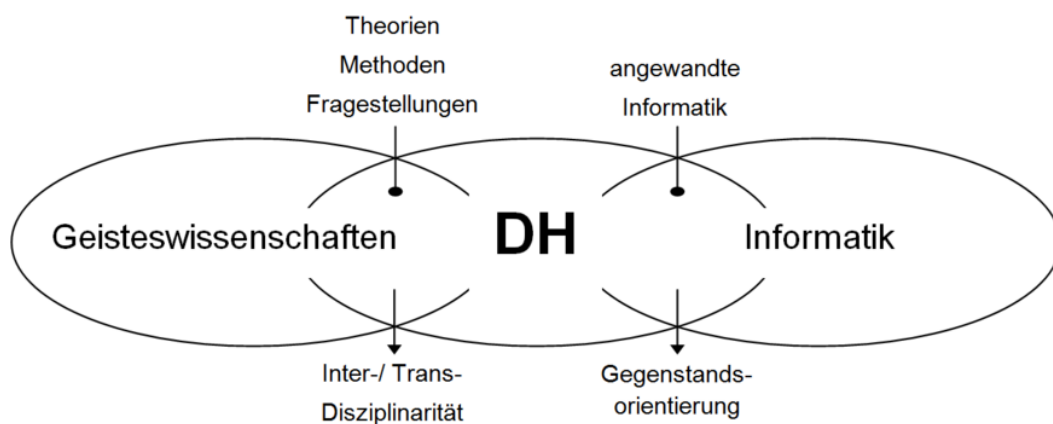 Theorien
Methoden
Fragestellungen
angewandte
Informatik
Geisteswissenschaften
DH
Informatik
Inter-/ Trans-
Disziplinarität
Gegenstands-
orientierung